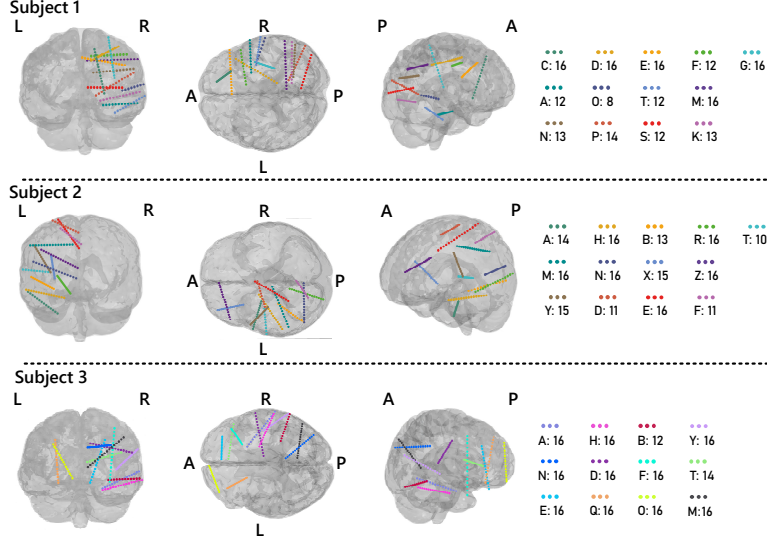 Subject 1
L R R P A
C: 16 D: 16 E: 16 F: 12 G: 16
A P
A: 12 O: 8 T: 12 M: 16
N: 13 P: 14 S: 12 K: 13
L
Subject 2
L R R A P
A: 14 H: 16 B: 13 R: 16 T: 10
M: 16 N: 16 X: 15 Z: 16
A P
Y: 15 D: 11 E: 16 F: 11
L
Subject 3
L R R A P
A: 16 H: 16 B: 12 Y: 16
A P
N: 16 D: 16 F: 16 T: 14
E: 16 Q: 16 O: 16 M:16
L